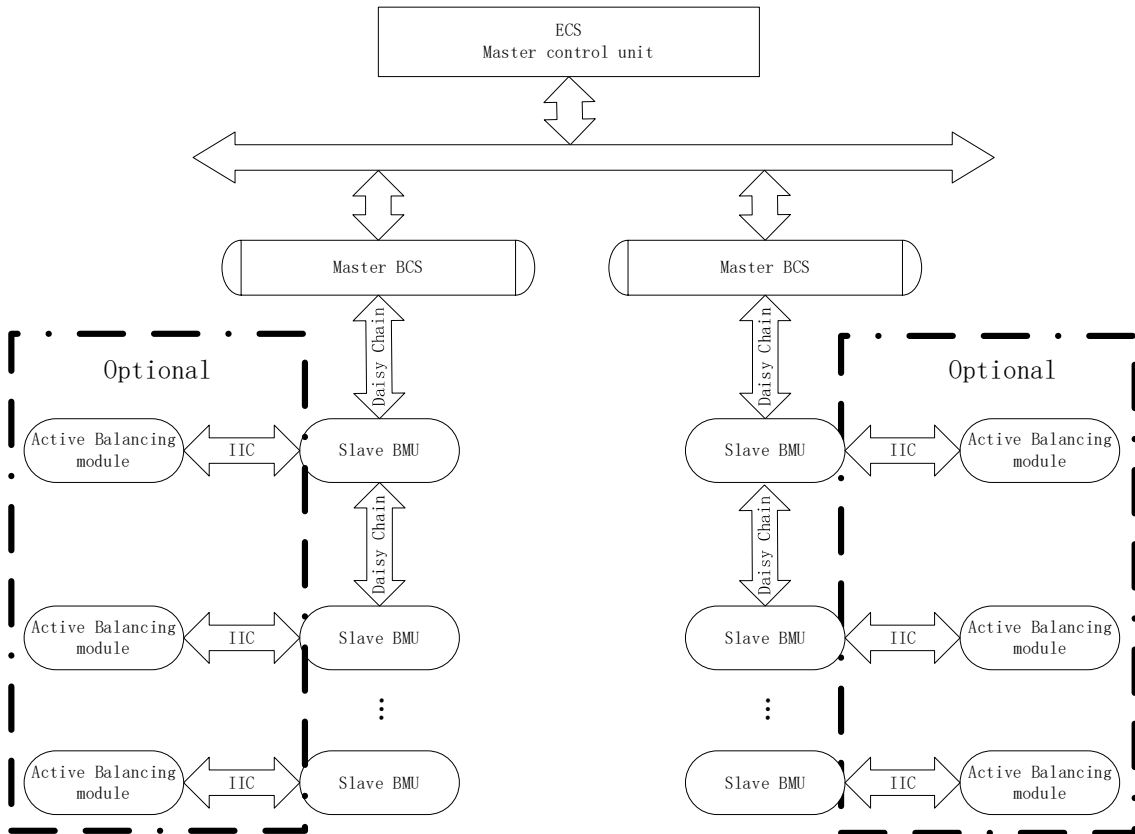 ECS
Master control unit
Master BCS
Master BCS
Daisy Chain
Daisy Chain
Optional
Optional
Active Balancing
module
IIC
Slave BMU
Slave BMU
IIC
Active Balancing
module
Daisy Chain
Daisy Chain
Active Balancing
module
IIC
Slave BMU
Slave BMU
IIC
Active Balancing
module
⋮
⋮
Active Balancing
module
IIC
Slave BMU
Slave BMU
IIC
Active Balancing
module